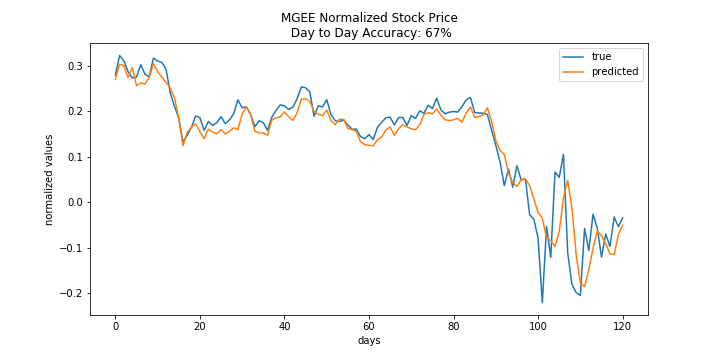 MGEE Normalized Stock Price
Day to Day Accuracy: 67%
true
predicted
normalized values
0.3
0.2
0.1
0.0
−0.1
−0.2
0 20 40 60 80 100 120
days